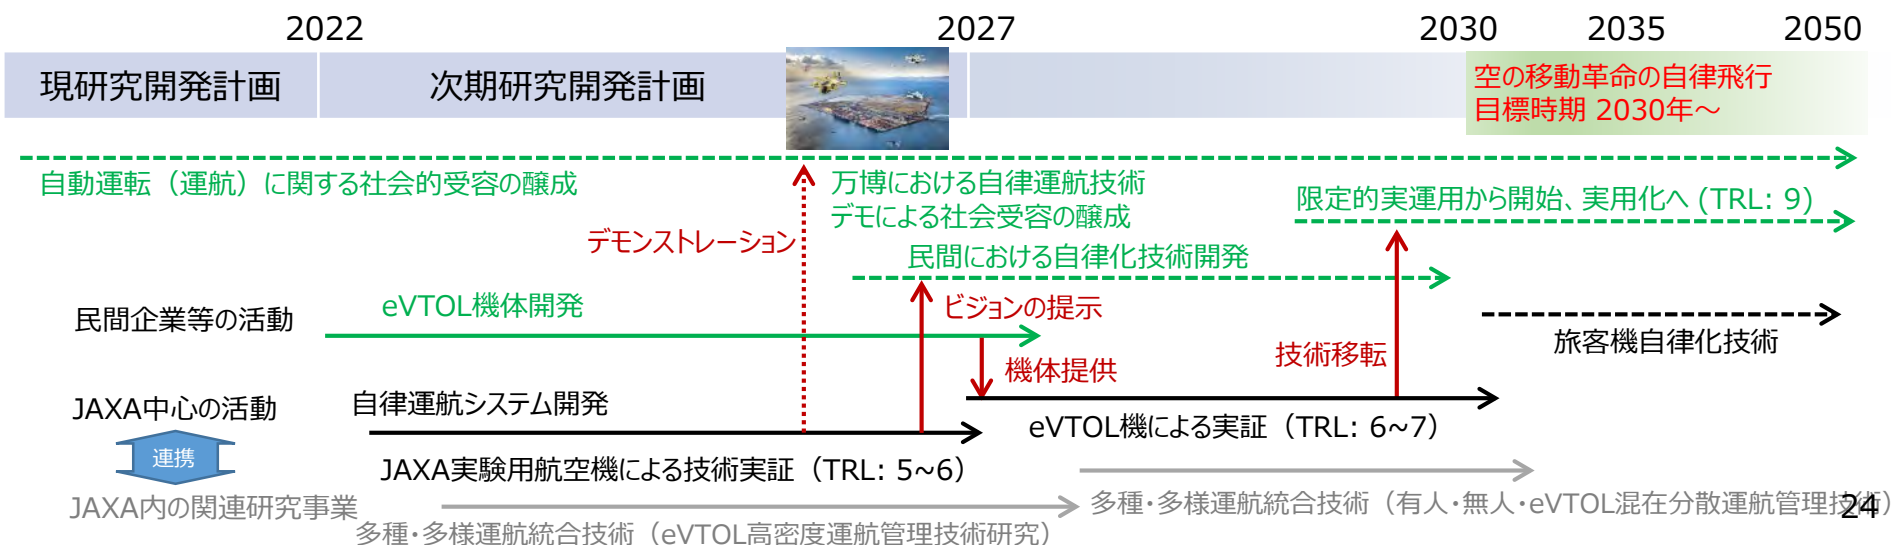 2022
2027
2030
2035
2050
現研究開発計画
次期研究開発計画
空の移動革命の自律飛行
目標時期 2030年～
自動運転（運航）に関する社会的受容の醸成
万博における自律運航技術
デモによる社会受容の醸成
限定的実運用から開始、実用化へ (TRL: 9)
デモンストレーション
民間における自律化技術開発
民間企業等の活動
eVTOL機体開発
ビジョンの提示
機体提供
技術移転
旅客機自律化技術
JAXA中心の活動
自律運航システム開発
eVTOL機による実証（TRL: 6~7）
連携
JAXA実験用航空機による技術実証（TRL: 5~6）
JAXA内の関連研究事業
多種・多様運航統合技術（有人・無人・eVTOL混在分散運航管理技術）
24
多種・多様運航統合技術（eVTOL高密度運航管理技術研究）